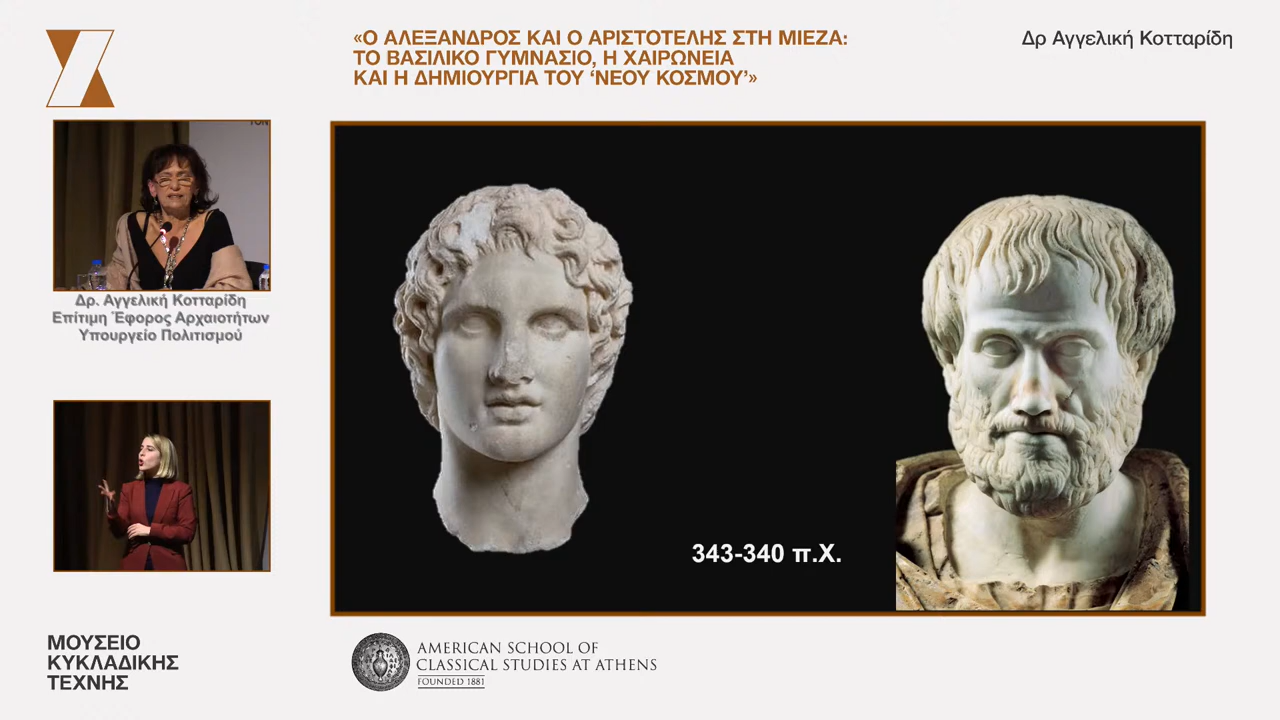 «Ο ΑΛΕΞΑΝΔΡΟΣ ΚΑΙ Ο ΑΡΙΣΤΟΤΕΛΗΣ ΣΤΗ ΜΙΕΖΑ:
ΤΟ ΒΑΣΙΛΙΚΟ ΓΥΜΝΑΣΙΟ, Η ΧΑΙΡΩΝΕΙΑ
ΚΑΙ Η ΔΗΜΙΟΥΡΓΙΑ ΤΟΥ ‘ΝΕΟΥ ΚΟΣΜΟΥ’»
Δρ Αγγελική Κοτταρίδη
ΤΟΝ
Δρ. Αγγελική Κοτταρίδη
Επίτιμη Έφορος Αρχαιοτήτων
Υπουργείο Πολιτισμού
343-340 π.Χ.
ΜΟΥΣΕΙΟ
ΚΥΚΛΑΔΙΚΗΣ
ΤΕΧΝΗΣ
AMERICAN SCHOOL OF
CLASSICAL STUDIES AT ATHENS
FOUNDED 1881